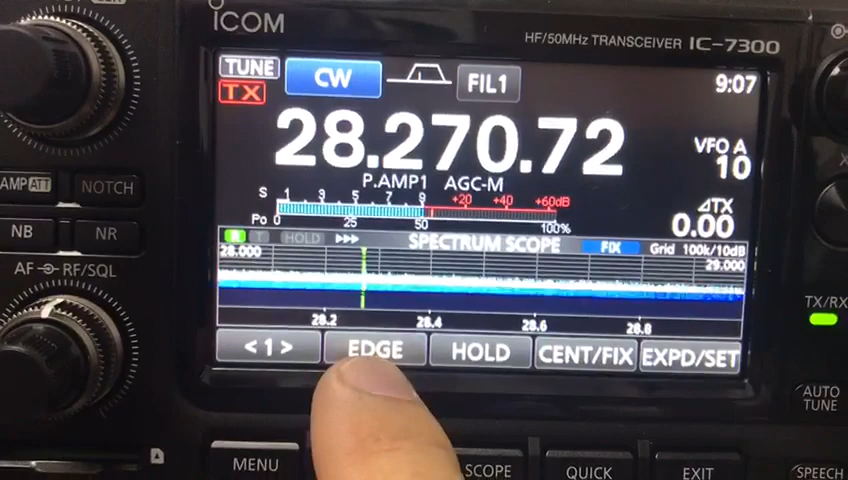 ICOM
HF/50MHz TRANSCEIVER IC-7300
TUNE CW FIL1 9:07
TX
28.270.72
VFO A
10
P.AMP1 AGC-M
S 1 3 5 7 9 +20 +40 +60dB
Po 0 25 50 100%
ΔTX
0.00
R T HOLD SPECTRUM SCOPE FIX Grid 100k/10dB
28.000 29.000
28.2 28.4 28.6 28.8
< 1 > EDGE HOLD CENT/FIX EXPD/SET
AMP ATT NOTCH
NB NR
AF RF/SQL
TX/RX
AUTO
TUNE
MENU SCOPE QUICK EXIT SPEECH